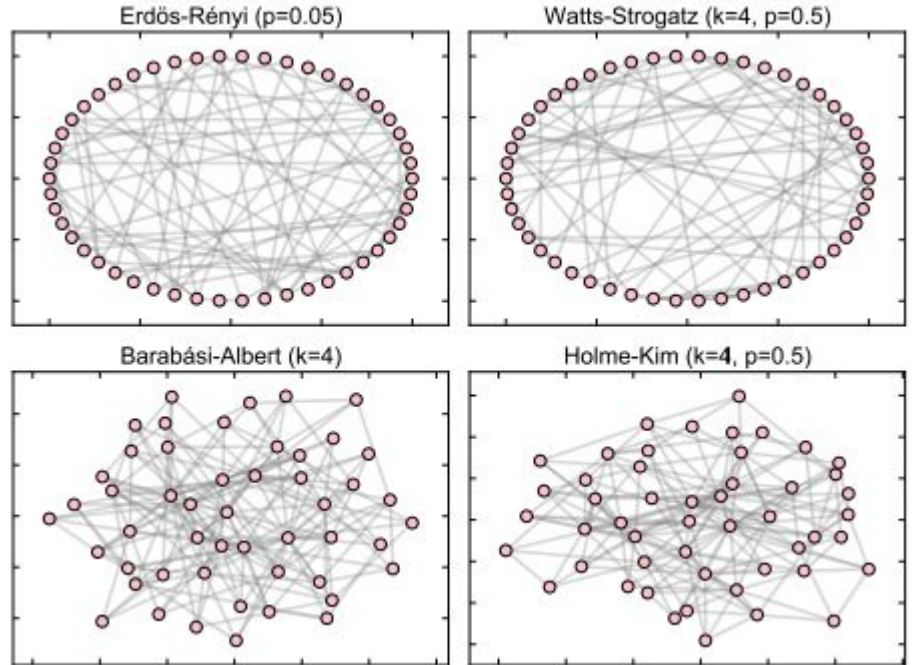 Erdös-Rényi (p=0.05)
Watts-Strogatz (k=4, p=0.5)
Barabási-Albert (k=4)
Holme-Kim (k=4, p=0.5)